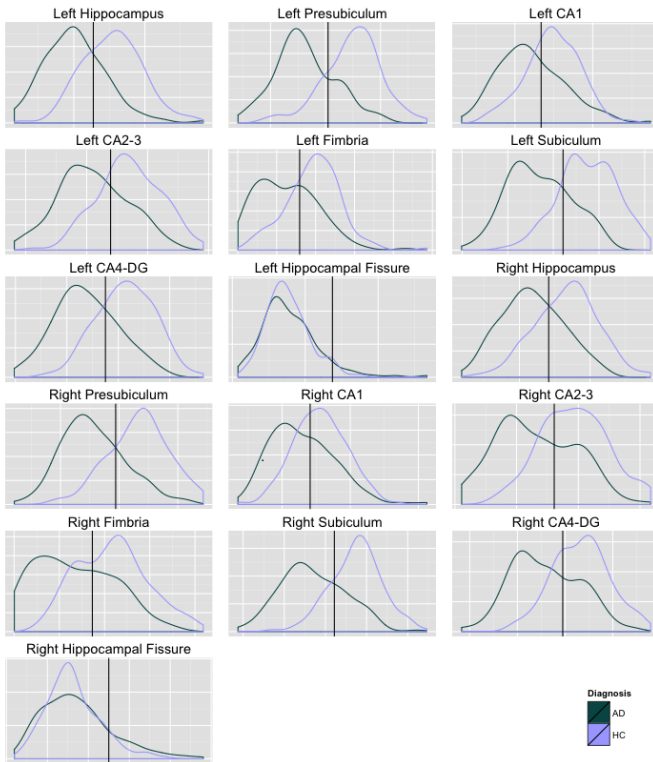 Left Hippocampus
Left Presubiculum
Left CA1
Left CA2-3
Left Fimbria
Left Subiculum
Left CA4-DG
Left Hippocampal Fissure
Right Hippocampus
Right Presubiculum
Right CA1
Right CA2-3
Right Fimbria
Right Subiculum
Right CA4-DG
Right Hippocampal Fissure
Diagnosis
AD
HC